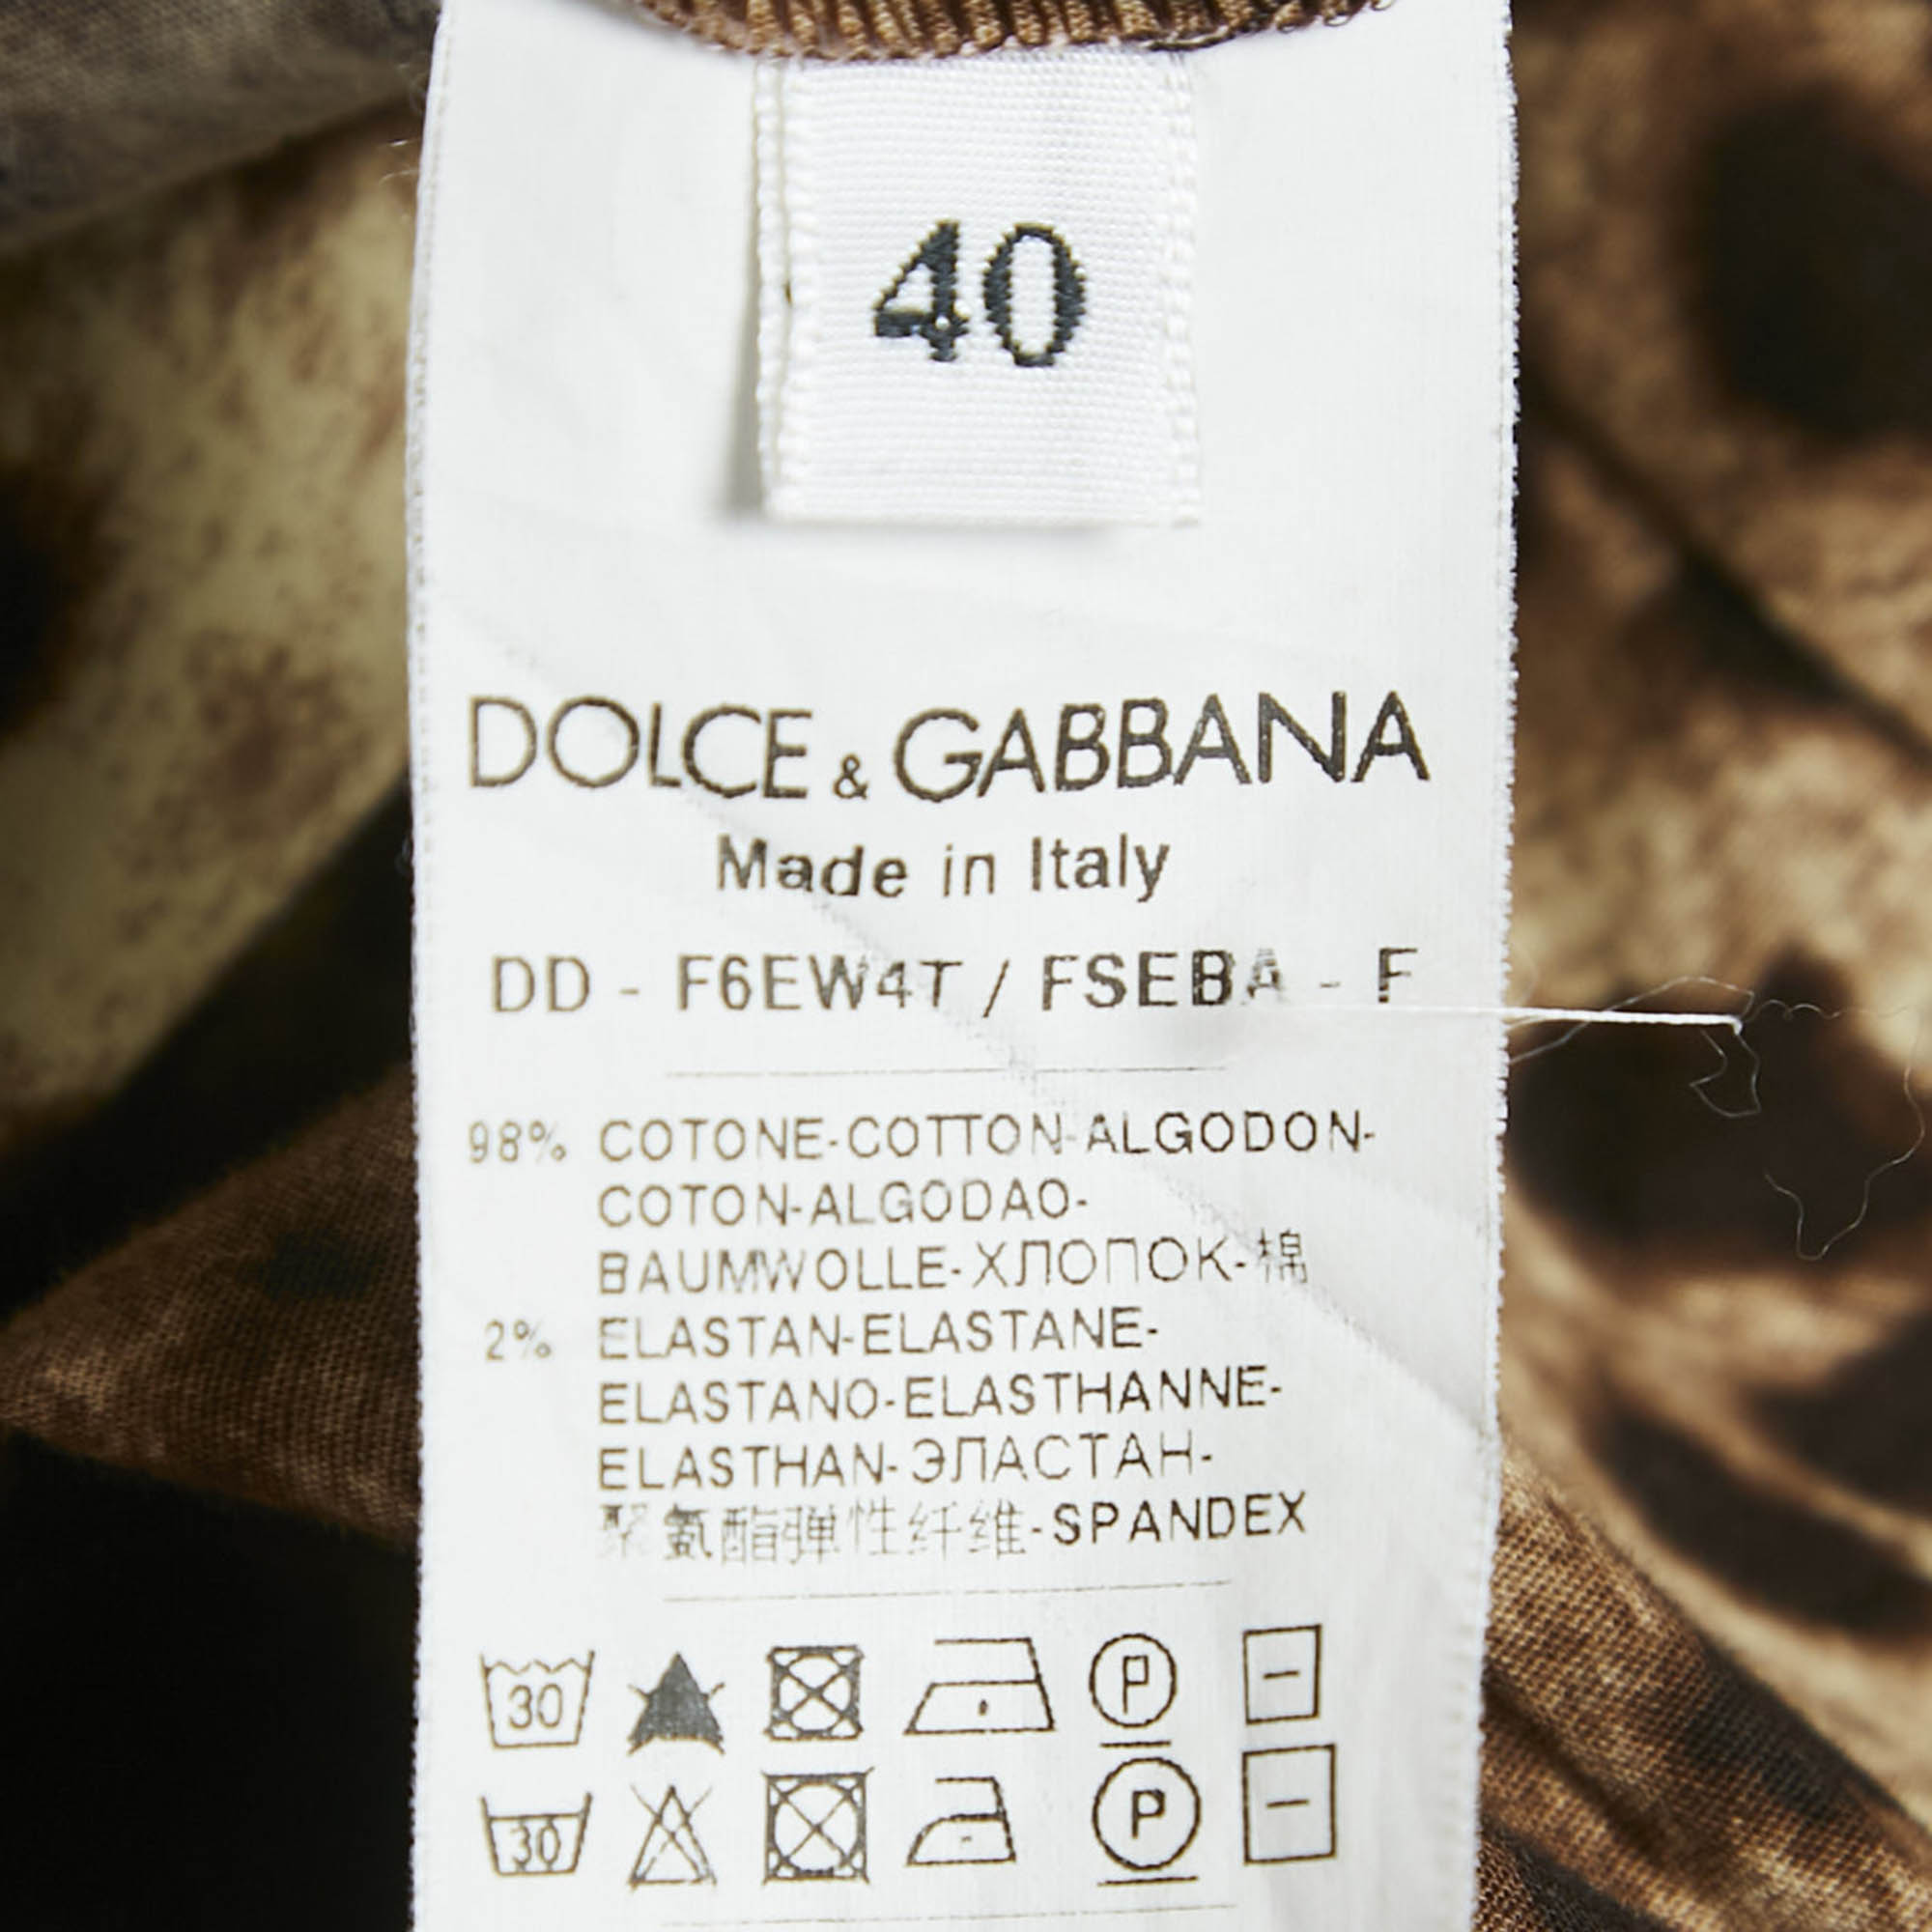 40
DOLCE & GABBANA
Made in Italy
DD - F6EW4T / FSEBA - F
98% COTONE-COTTON-ALGODON-
COTON-ALGODAO-
BAUMWOLLE-ХЛОПОК-棉
2% ELASTAN-ELASTANE-
ELASTANO-ELASTHANNE-
ELASTHAN-ЭЛАСТАН-
聚氨酯弹性纤维-SPANDEX
30 P
30 P